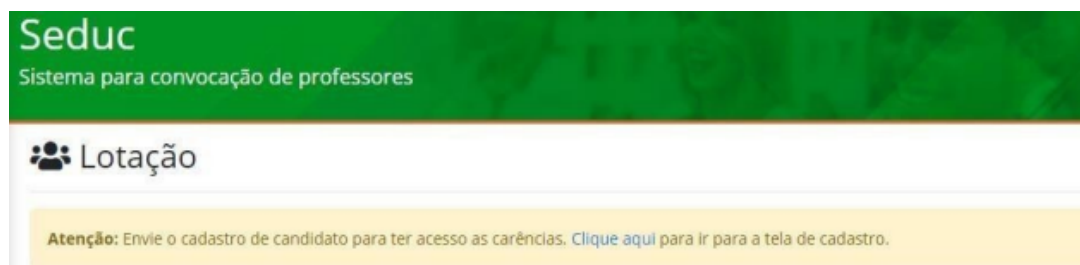 Seduc
Sistema para convocação de professores
Lotação
Atenção: Envie o cadastro de candidato para ter acesso as carências. Clique aqui para ir para a tela de cadastro.